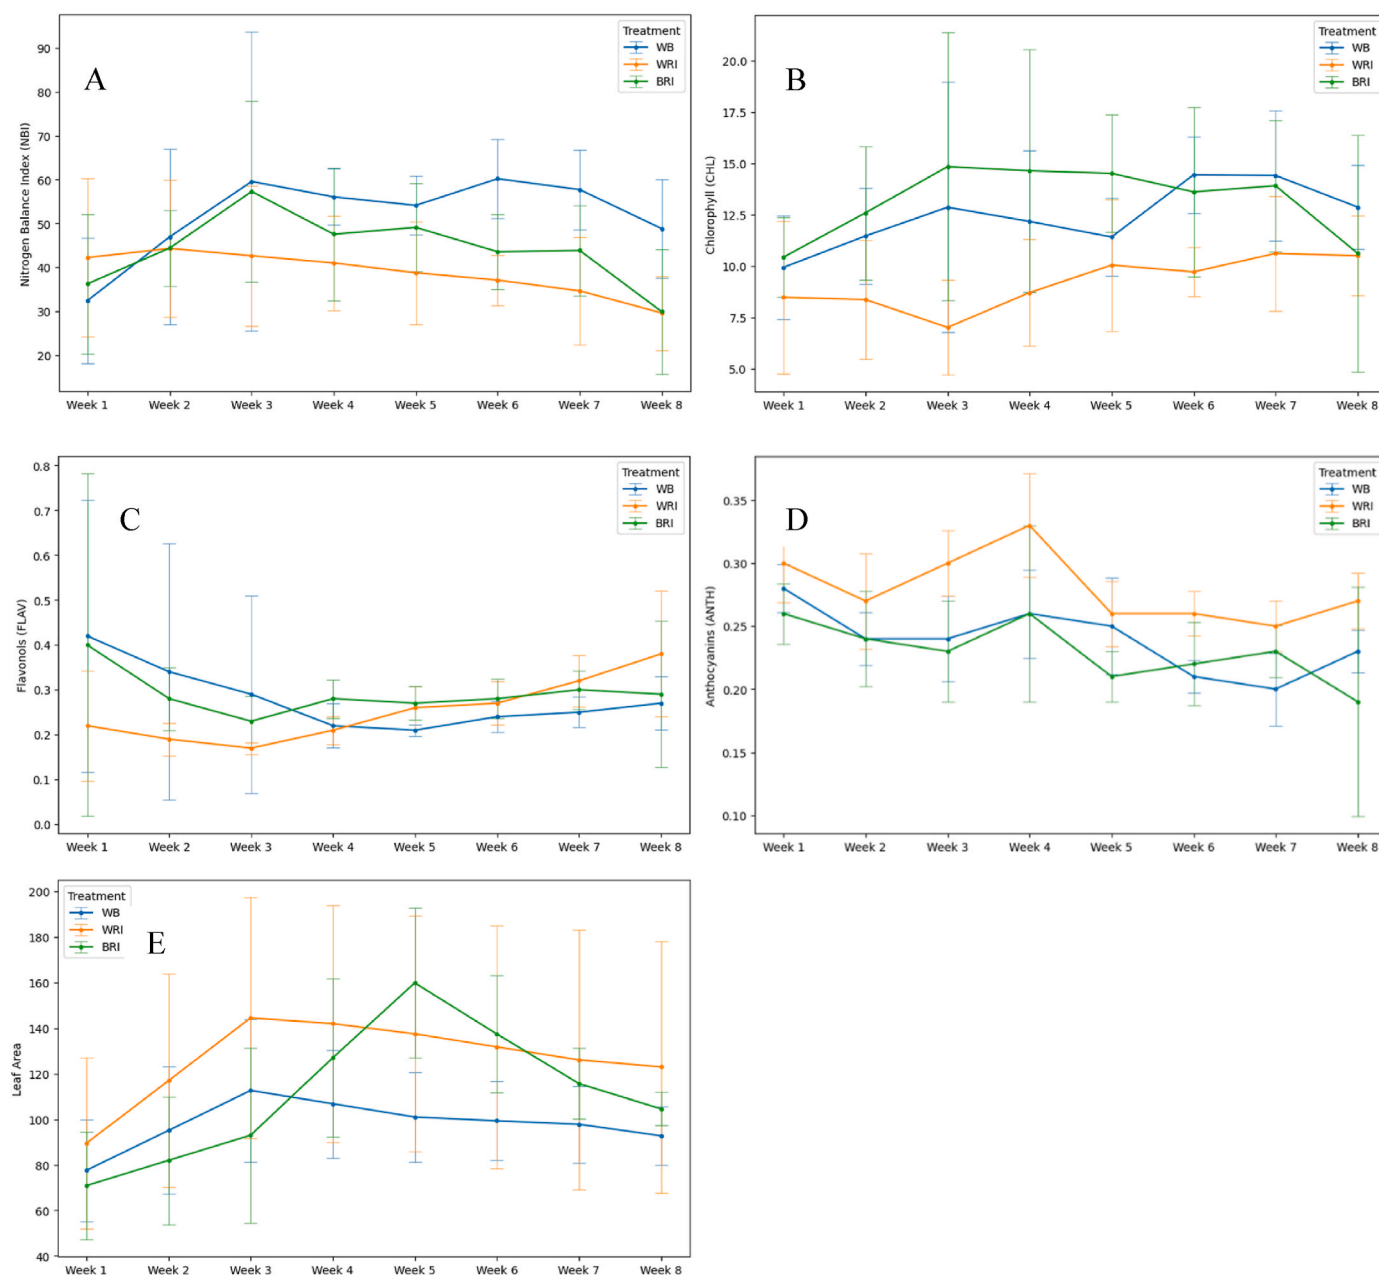 A
Nitrogen Balance Index (NBI)
90
80
70
60
50
40
30
20
Week 1 Week 2 Week 3 Week 4 Week 5 Week 6 Week 7 Week 8
Treatment
WB
WRI
BRI
B
Chlorophyll (CHL)
20.0
17.5
15.0
12.5
10.0
7.5
5.0
Week 1 Week 2 Week 3 Week 4 Week 5 Week 6 Week 7 Week 8
Treatment
WB
WRI
BRI
C
Flavonols (FLAV)
0.8
0.7
0.6
0.5
0.4
0.3
0.2
0.1
0.0
Week 1 Week 2 Week 3 Week 4 Week 5 Week 6 Week 7 Week 8
Treatment
WB
WRI
BRI
D
Anthocyanins (ANTH)
0.35
0.30
0.25
0.20
0.15
0.10
Week 1 Week 2 Week 3 Week 4 Week 5 Week 6 Week 7 Week 8
Treatment
WB
WRI
BRI
E
Leaf Area
200
180
160
140
120
100
80
60
40
Week 1 Week 2 Week 3 Week 4 Week 5 Week 6 Week 7 Week 8
Treatment
WB
WRI
BRI